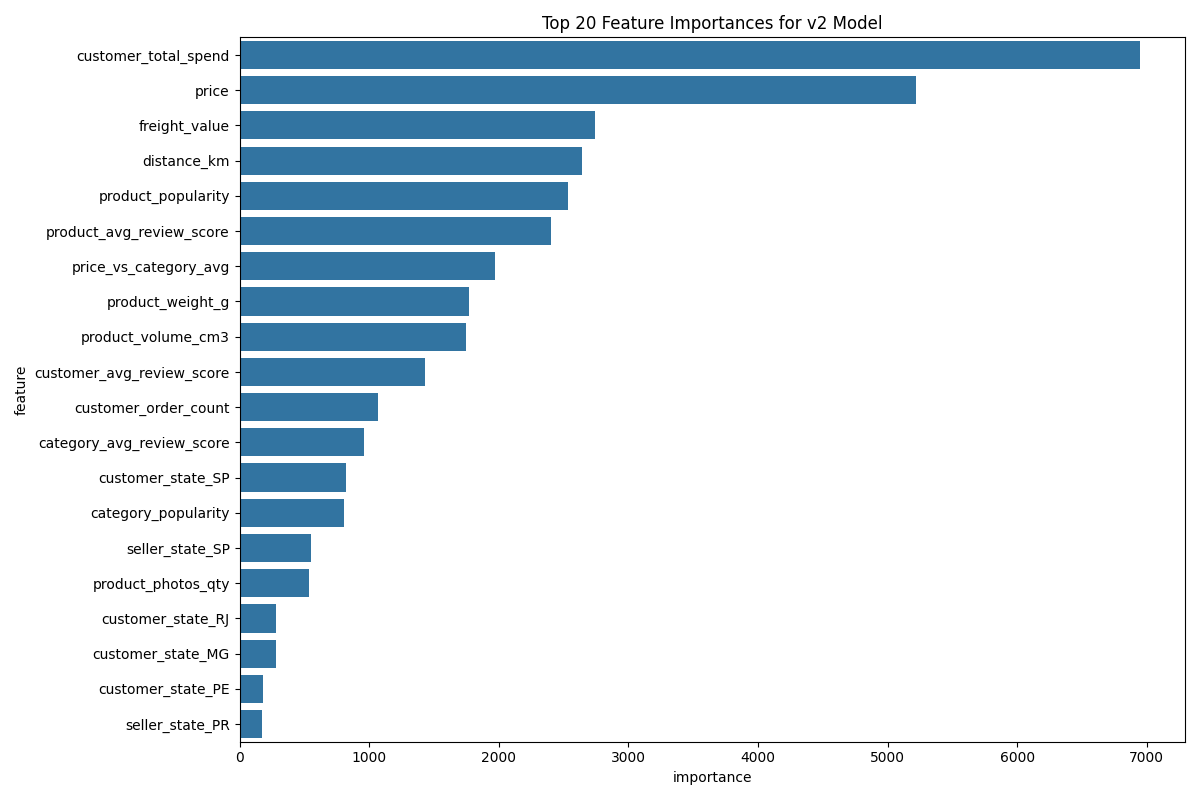 Top 20 Feature Importances for v2 Model
customer_total_spend
price
freight_value
distance_km
product_popularity
product_avg_review_score
price_vs_category_avg
product_weight_g
product_volume_cm3
customer_avg_review_score
customer_order_count
category_avg_review_score
customer_state_SP
category_popularity
seller_state_SP
product_photos_qty
customer_state_RJ
customer_state_MG
customer_state_PE
seller_state_PR
feature
0 1000 2000 3000 4000 5000 6000 7000
importance